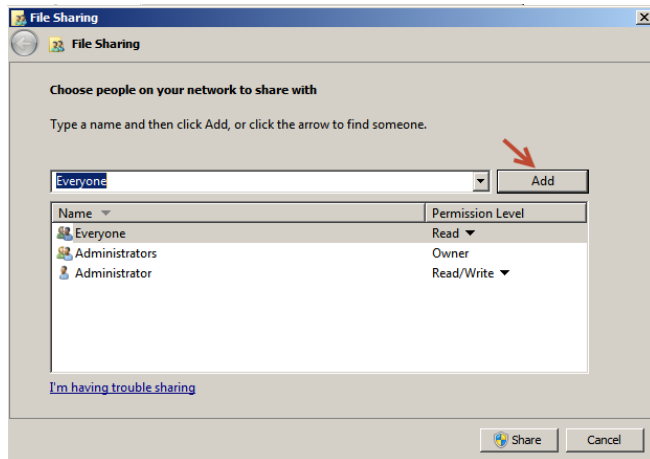 File Sharing
File Sharing
Choose people on your network to share with
Type a name and then click Add, or click the arrow to find someone.
Everyone Add
Name Permission Level
Everyone Read
Administrators Owner
Administrator Read/Write
I'm having trouble sharing
Share Cancel